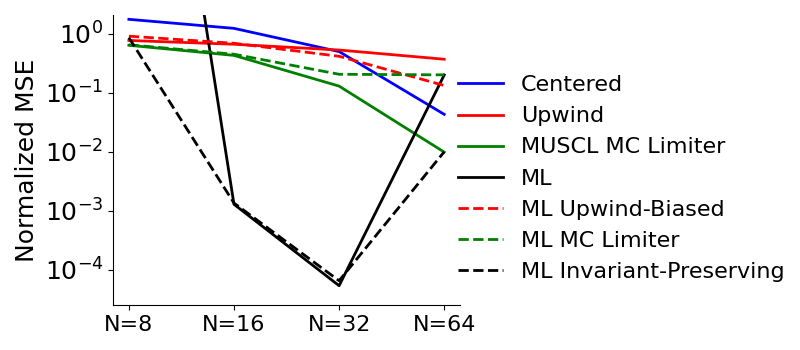 Normalized MSE
10^0
10^-1
10^-2
10^-3
10^-4
N=8 N=16 N=32 N=64
Centered
Upwind
MUSCL MC Limiter
ML
ML Upwind-Biased
ML MC Limiter
ML Invariant-Preserving